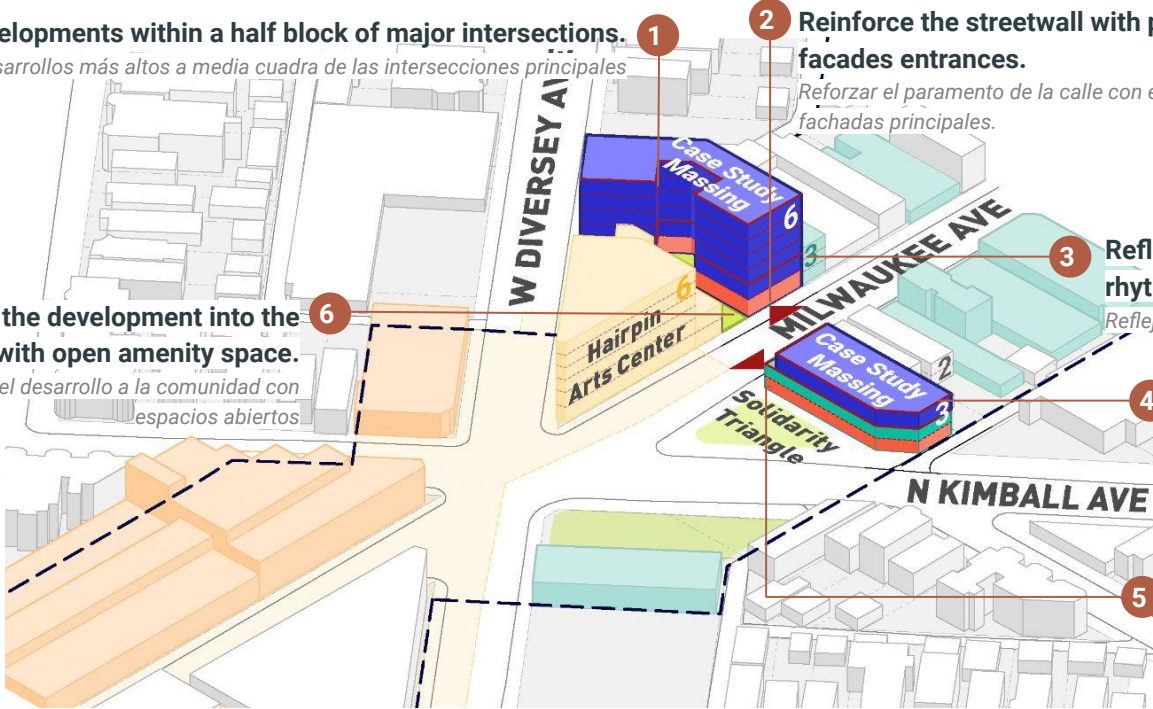 elopments within a half block of major intersections.
sarrollos más altos a media cuadra de las intersecciones principales
1
2
Reinforce the streetwall with p
facades entrances.
Reforzar el paramento de la calle con e
fachadas principales.
W DIVERSEY AV
Case Study
Massing
6
3
MILWAUKEE AVE
3
Refl
rhyt
Reflej
the development into the
with open amenity space.
el desarrollo a la comunidad con
espacios abiertos
6
6
Hairpin
Arts Center
Case Study
Massing
2
3
4
Solidarity
Triangle
N KIMBALL AVE
5